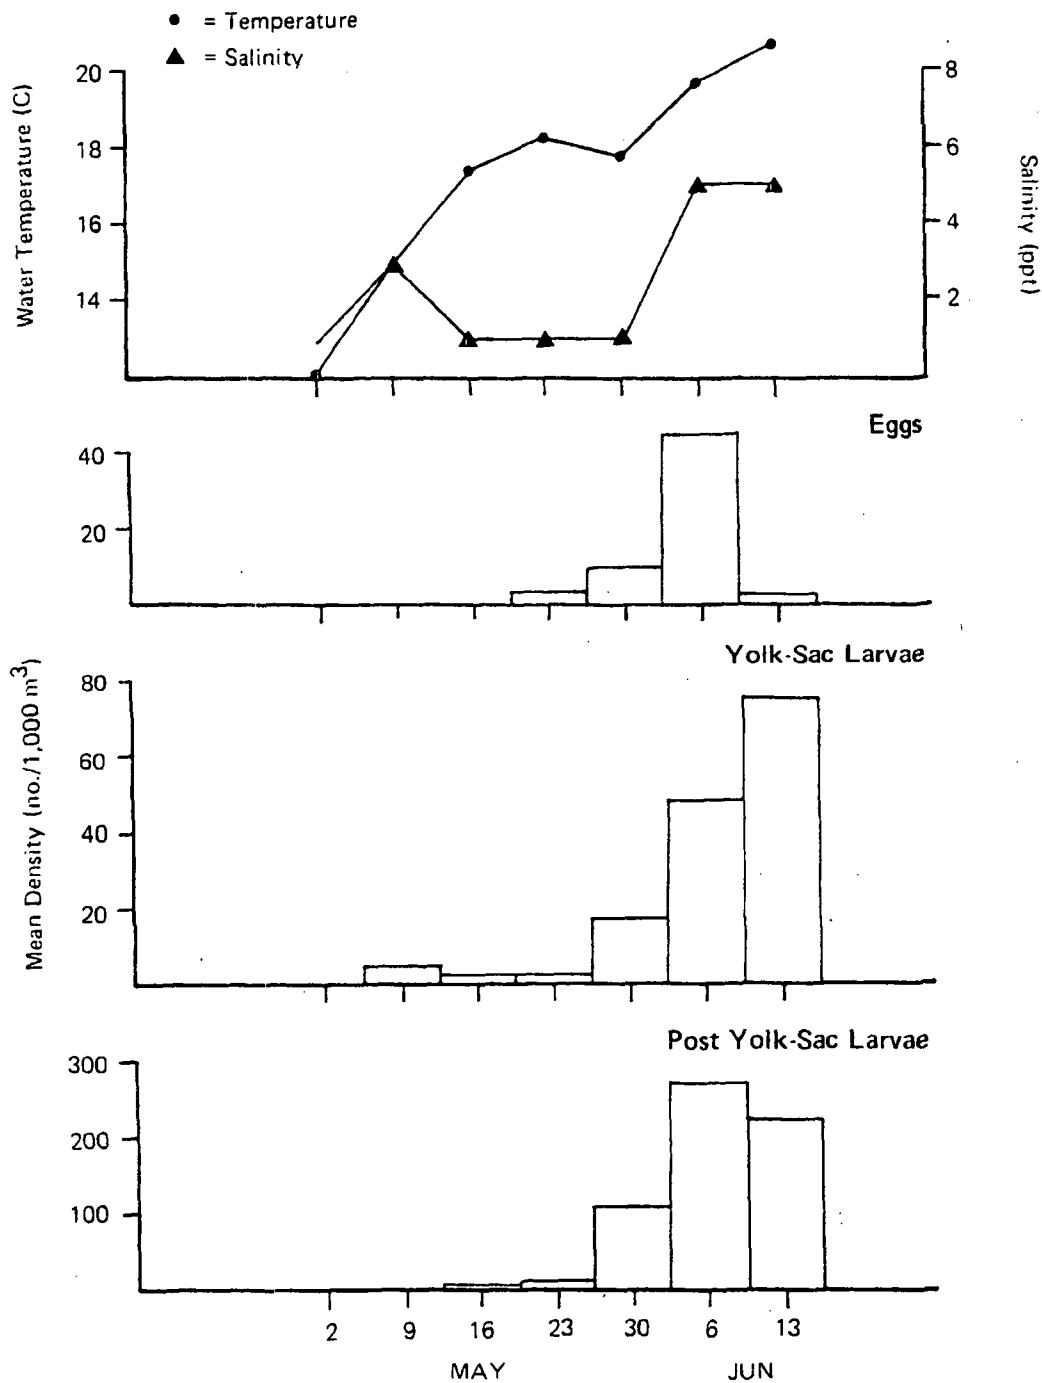 ● = Temperature
▲ = Salinity
Water Temperature (C)
20
18
16
14
Salinity (ppt)
8
6
4
2
Eggs
40
20
Yolk-Sac Larvae
Mean Density (no./1,000 m³)
80
60
40
20
Post Yolk-Sac Larvae
300
200
100
2 9 16 23 30 6 13
MAY JUN